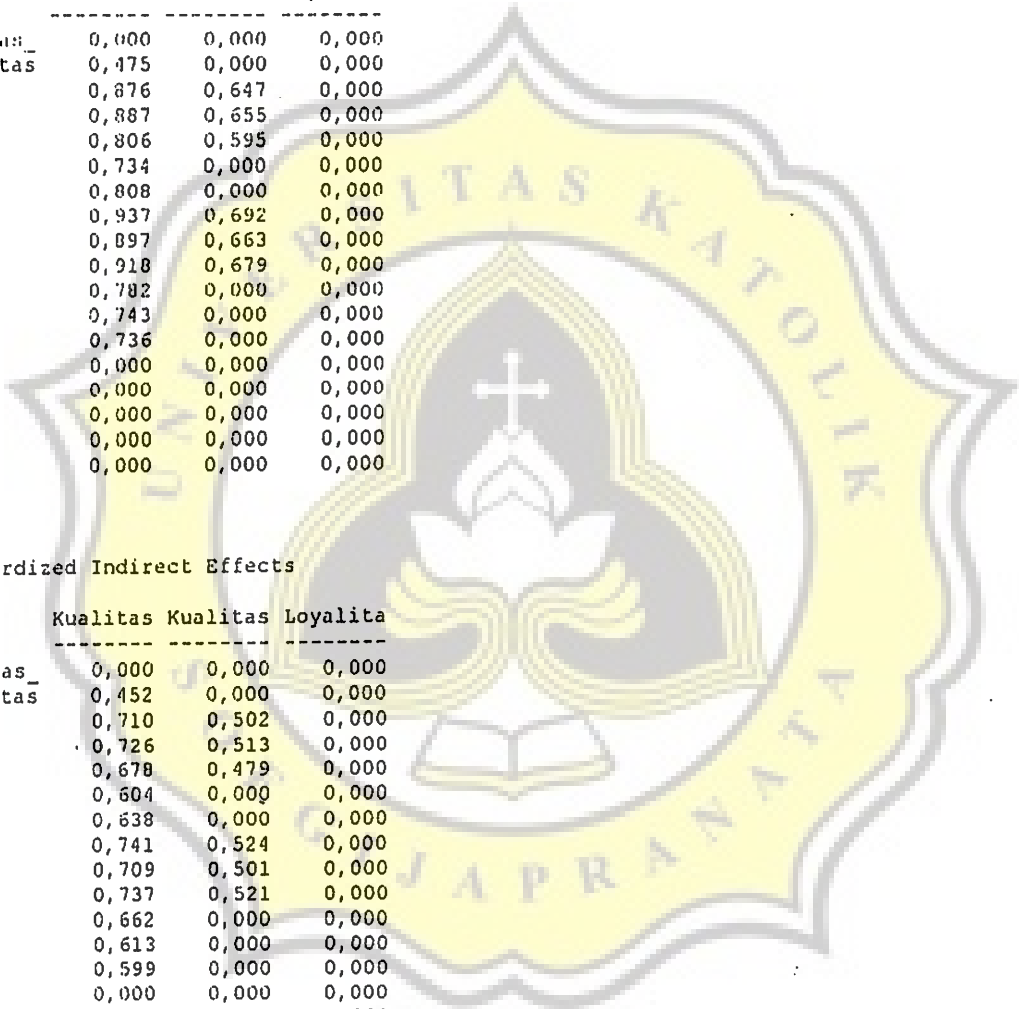 -------- -------- --------
0,000 0,000 0,000
tas 0,475 0,000 0,000
0,876 0,647 0,000
0,887 0,655 0,000
0,806 0,595 0,000
0,734 0,000 0,000
0,808 0,000 0,000
0,937 0,692 0,000
0,897 0,663 0,000
0,918 0,679 0,000
0,782 0,000 0,000
0,743 0,000 0,000
0,736 0,000 0,000
0,000 0,000 0,000
0,000 0,000 0,000
0,000 0,000 0,000
0,000 0,000 0,000
0,000 0,000 0,000
rdized Indirect Effects
Kualitas Kualitas Loyalita
-------- -------- --------
as_ 0,000 0,000 0,000
tas 0,452 0,000 0,000
0,710 0,502 0,000
0,726 0,513 0,000
0,678 0,479 0,000
0,604 0,000 0,000
0,638 0,000 0,000
0,741 0,524 0,000
0,709 0,501 0,000
0,737 0,521 0,000
0,662 0,000 0,000
0,613 0,000 0,000
0,599 0,000 0,000
0,000 0,000 0,000
UNIVERSITAS KATOLIK
SOEGIJAPRANATA